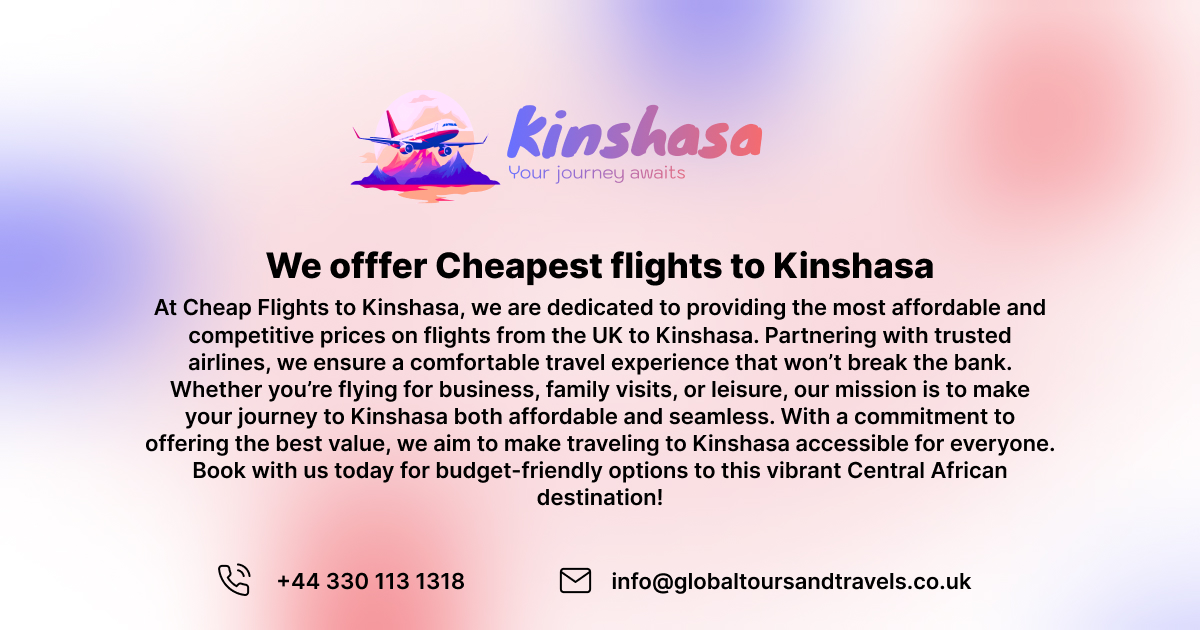 Kinshasa
Your journey awaits
We offfer Cheapest flights to Kinshasa
At Cheap Flights to Kinshasa, we are dedicated to providing the most affordable and
competitive prices on flights from the UK to Kinshasa. Partnering with trusted
airlines, we ensure a comfortable travel experience that won’t break the bank.
Whether you’re flying for business, family visits, or leisure, our mission is to make
your journey to Kinshasa both affordable and seamless. With a commitment to
offering the best value, we aim to make traveling to Kinshasa accessible for everyone.
Book with us today for budget-friendly options to this vibrant Central African
destination!
+44 330 113 1318
info@globaltoursandtravels.co.uk